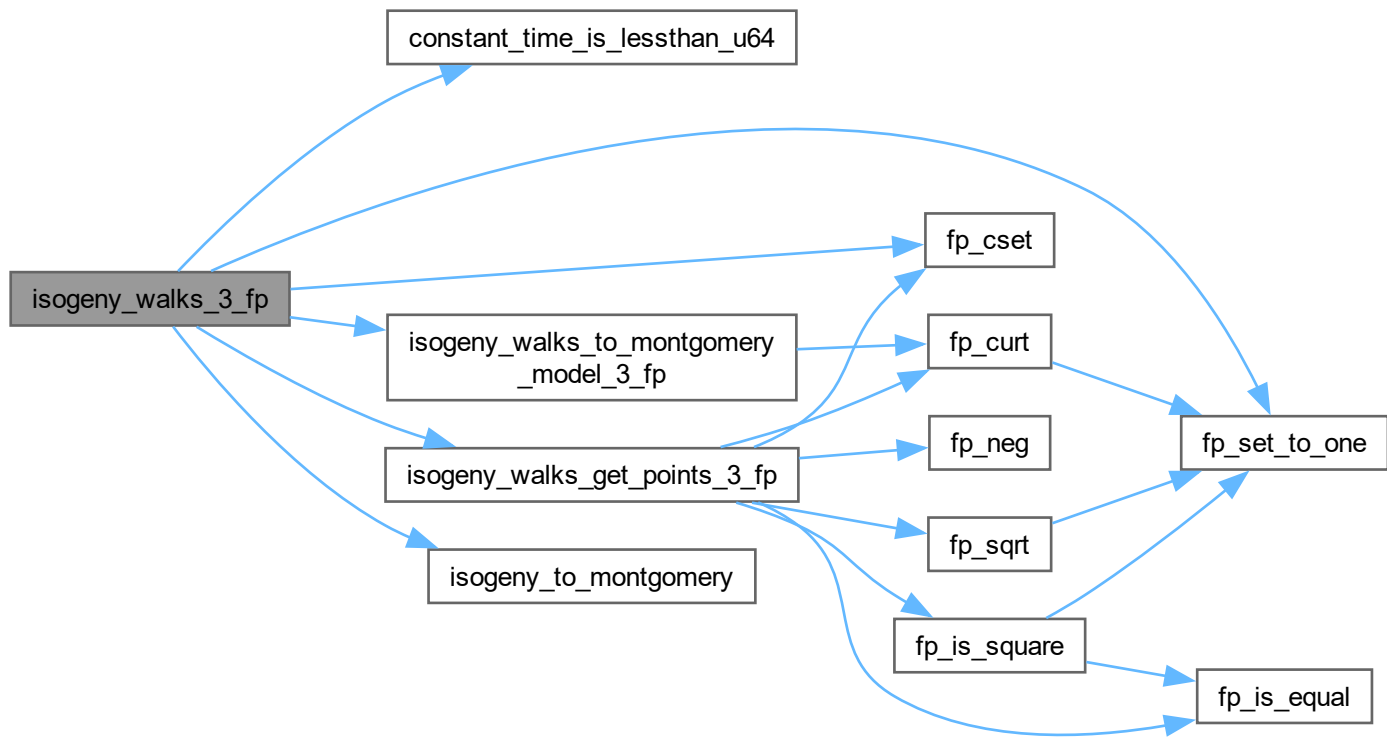 constant_time_is_lessthan_u64
fp_cset
isogeny_walks_3_fp
isogeny_walks_to_montgomery
_model_3_fp
fp_curt
fp_neg
fp_set_to_one
isogeny_walks_get_points_3_fp
fp_sqrt
isogeny_to_montgomery
fp_is_square
fp_is_equal